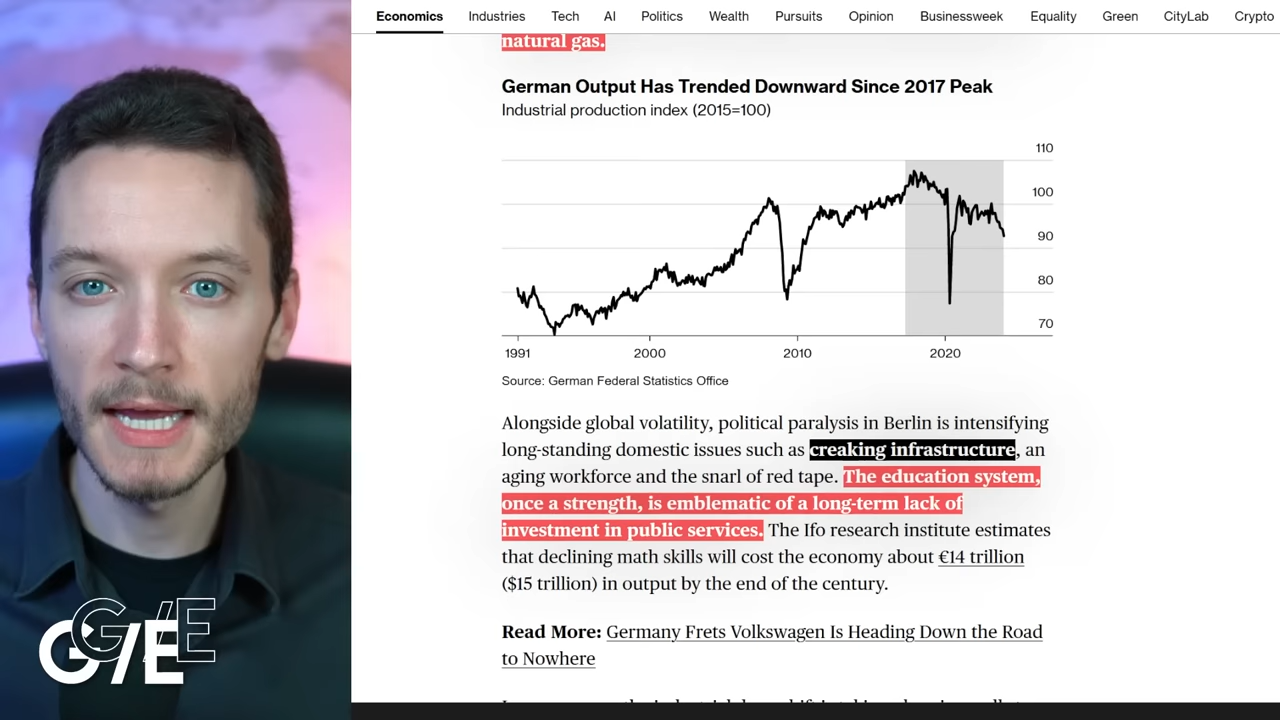 Economics Industries Tech AI Politics Wealth Pursuits Opinion Businessweek Equality Green CityLab Crypto
natural gas.
German Output Has Trended Downward Since 2017 Peak
Industrial production index (2015=100)
110
100
90
80
70
1991 2000 2010 2020
Source: German Federal Statistics Office
Alongside global volatility, political paralysis in Berlin is intensifying
long-standing domestic issues such as creaking infrastructure, an
aging workforce and the snarl of red tape. The education system,
once a strength, is emblematic of a long-term lack of
investment in public services. The Ifo research institute estimates
that declining math skills will cost the economy about €14 trillion
($15 trillion) in output by the end of the century.
Read More: Germany Frets Volkswagen Is Heading Down the Road
to Nowhere
G/E
G/E